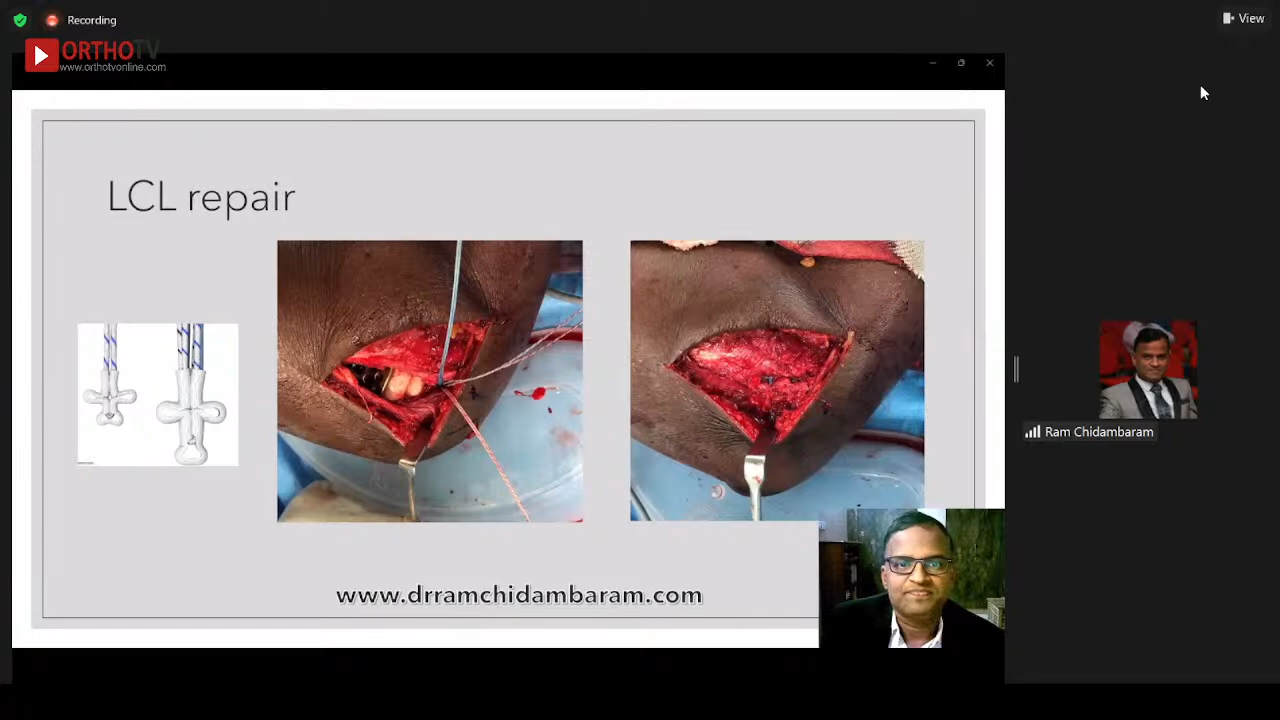 Recording
View
ORTHOTV
www.orthotvonline.com
LCL repair
Ram Chidambaram
www.drramchidambaram.com